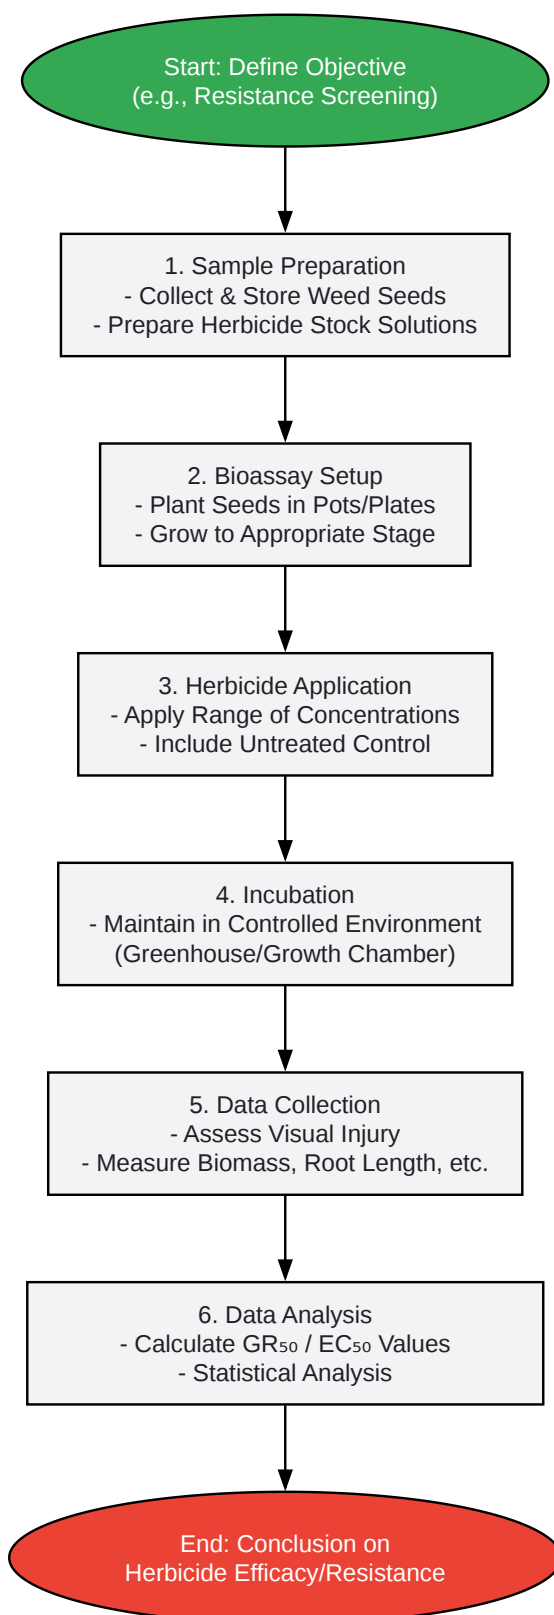 Start: Define Objective
(e.g., Resistance Screening)
1. Sample Preparation
- Collect & Store Weed Seeds
- Prepare Herbicide Stock Solutions
2. Bioassay Setup
- Plant Seeds in Pots/Plates
- Grow to Appropriate Stage
3. Herbicide Application
- Apply Range of Concentrations
- Include Untreated Control
4. Incubation
- Maintain in Controlled Environment
(Greenhouse/Growth Chamber)
5. Data Collection
- Assess Visual Injury
- Measure Biomass, Root Length, etc.
6. Data Analysis
- Calculate GR₅₀ / EC₅₀ Values
- Statistical Analysis
End: Conclusion on
Herbicide Efficacy/Resistance